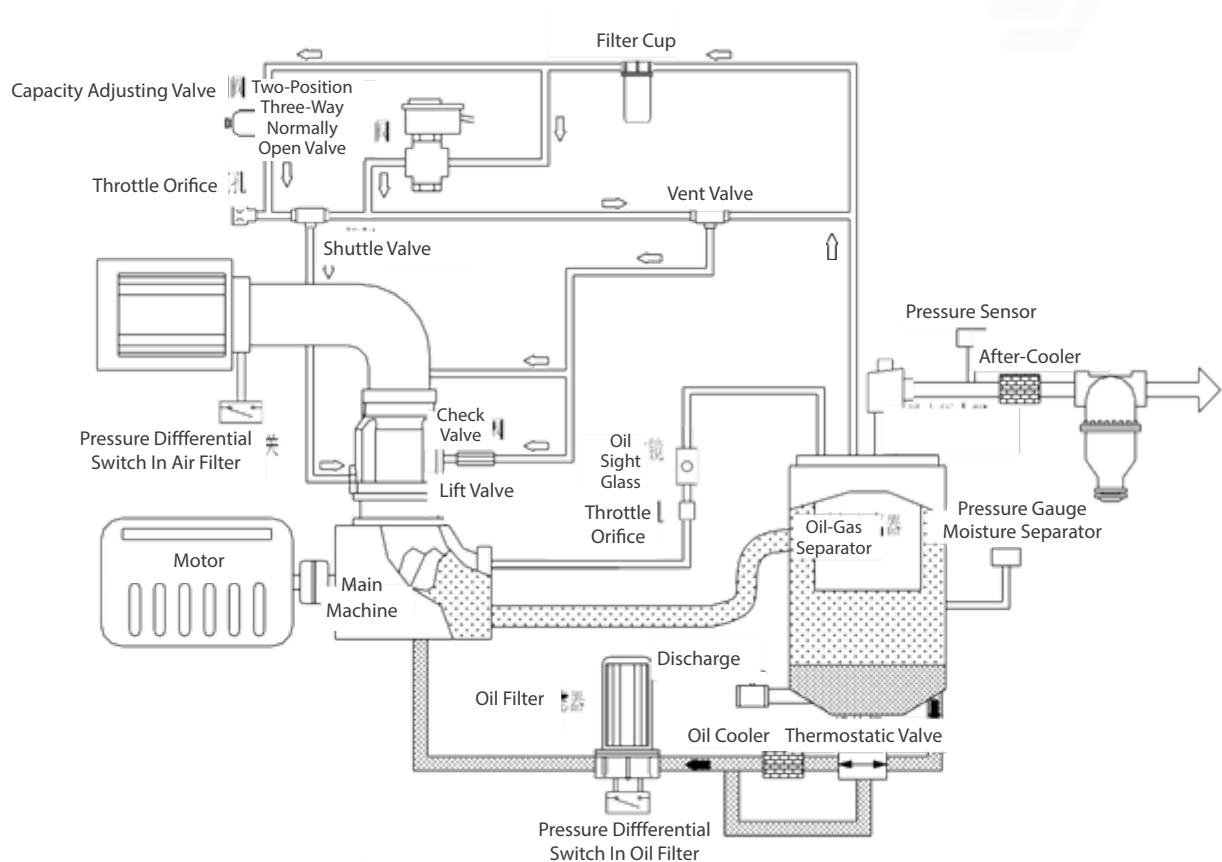 Filter Cup
Capacity Adjusting Valve
Two-Position
Three-Way
Normally
Open Valve
Throttle Orifice
Vent Valve
Shuttle Valve
Pressure Sensor
After-Cooler
Check
Valve
Pressure Diffferential
Switch In Air Filter
Oil
Sight
Glass
Lift Valve
Throttle
Orifice
Oil-Gas
Separator
Pressure Gauge
Moisture Separator
Motor
Main
Machine
Discharge
Oil Filter
Oil Cooler
Thermostatic Valve
Pressure Diffferential
Switch In Oil Filter